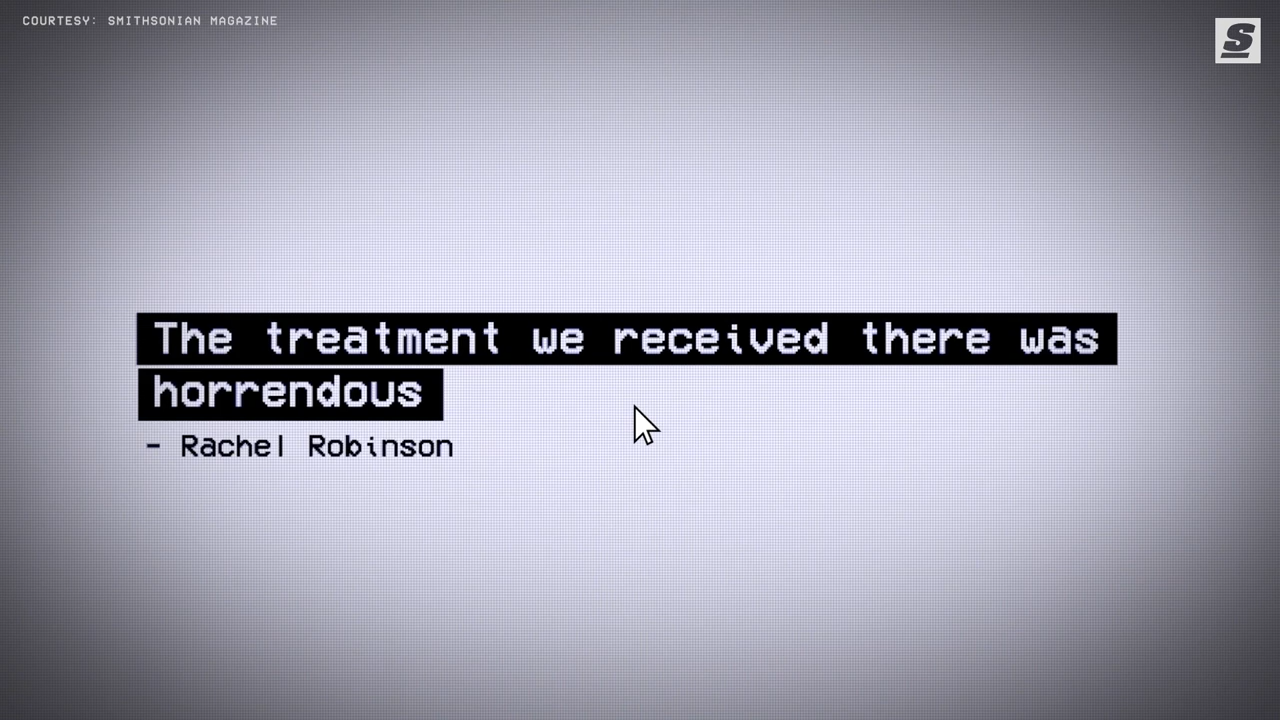 COURTESY: SMITHSONIAN MAGAZINE
S
The treatment we received there was
horrendous
- Rachel Robinson